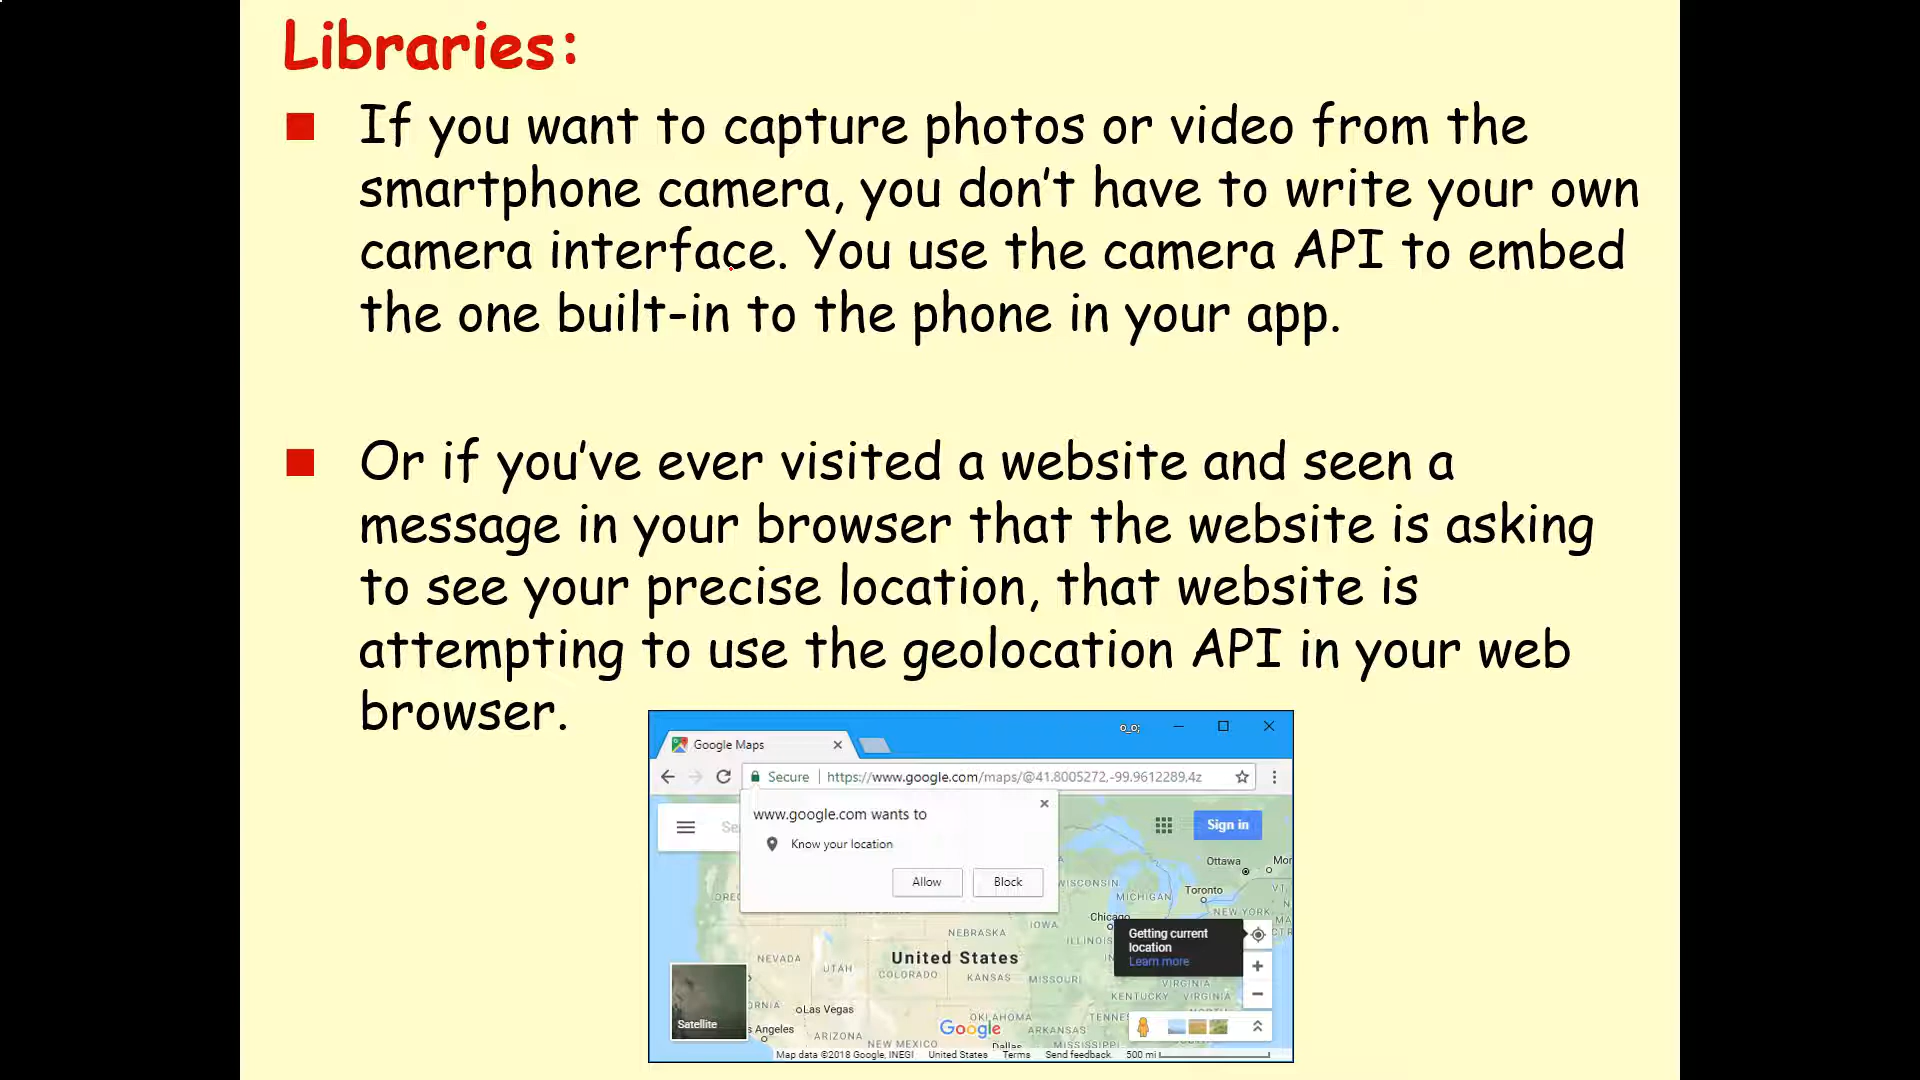 Libraries:
If you want to capture photos or video from the
smartphone camera, you don't have to write your own
camera interface. You use the camera API to embed
the one built-in to the phone in your app.
Or if you've ever visited a website and seen a
message in your browser that the website is asking
to see your precise location, that website is
attempting to use the geolocation API in your web
browser.
o_o;
Google Maps
Secure https://www.google.com/maps/@41.8005272,-99.9612289,4z
www.google.com wants to
Know your location
Allow Block
Sign in
Ottawa
Toronto
WISCONSIN
MICHIGAN
NEW YORK
Chicago
IOWA
NEBRASKA
Getting current
location
Learn more
United States
NEVADA
UTAH
COLORADO
KANSAS
MISSOURI
VIRGINIA
KENTUCKY VIRGINIA
Las Vegas
Satellite
Angeles
ARIZONA
Google
OKLAHOMA
ARKANSAS
NEW MEXICO
Dallas
MISSISSIPPI
Map data ©2018 Google, INEGI United States Terms Send feedback 500 mi